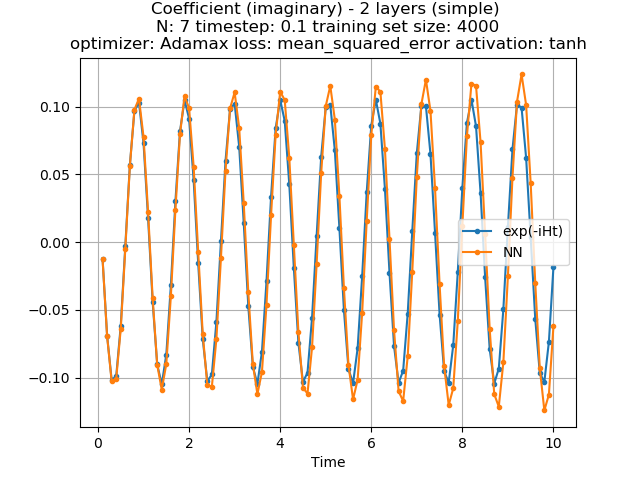 Coefficient (imaginary) - 2 layers (simple)
N: 7 timestep: 0.1 training set size: 4000
optimizer: Adamax loss: mean_squared_error activation: tanh
0.10
0.05
0.00
−0.05
−0.10
exp(-iHt)
NN
0 2 4 6 8 10
Time